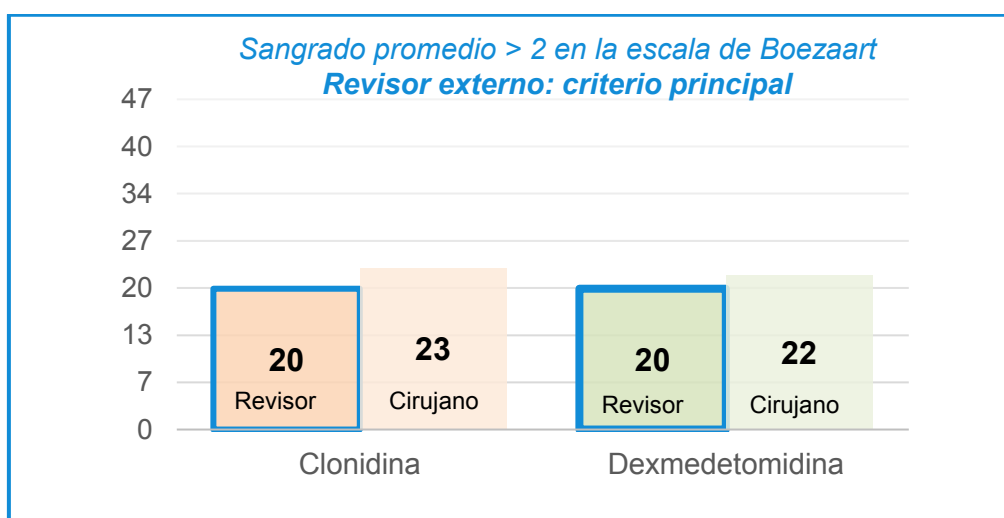 Sangrado promedio > 2 en la escala de Boezaart
Revisor externo: criterio principal
47
40
34
27
20
13
7
0
20
Revisor
23
Cirujano
20
Revisor
22
Cirujano
Clonidina
Dexmedetomidina